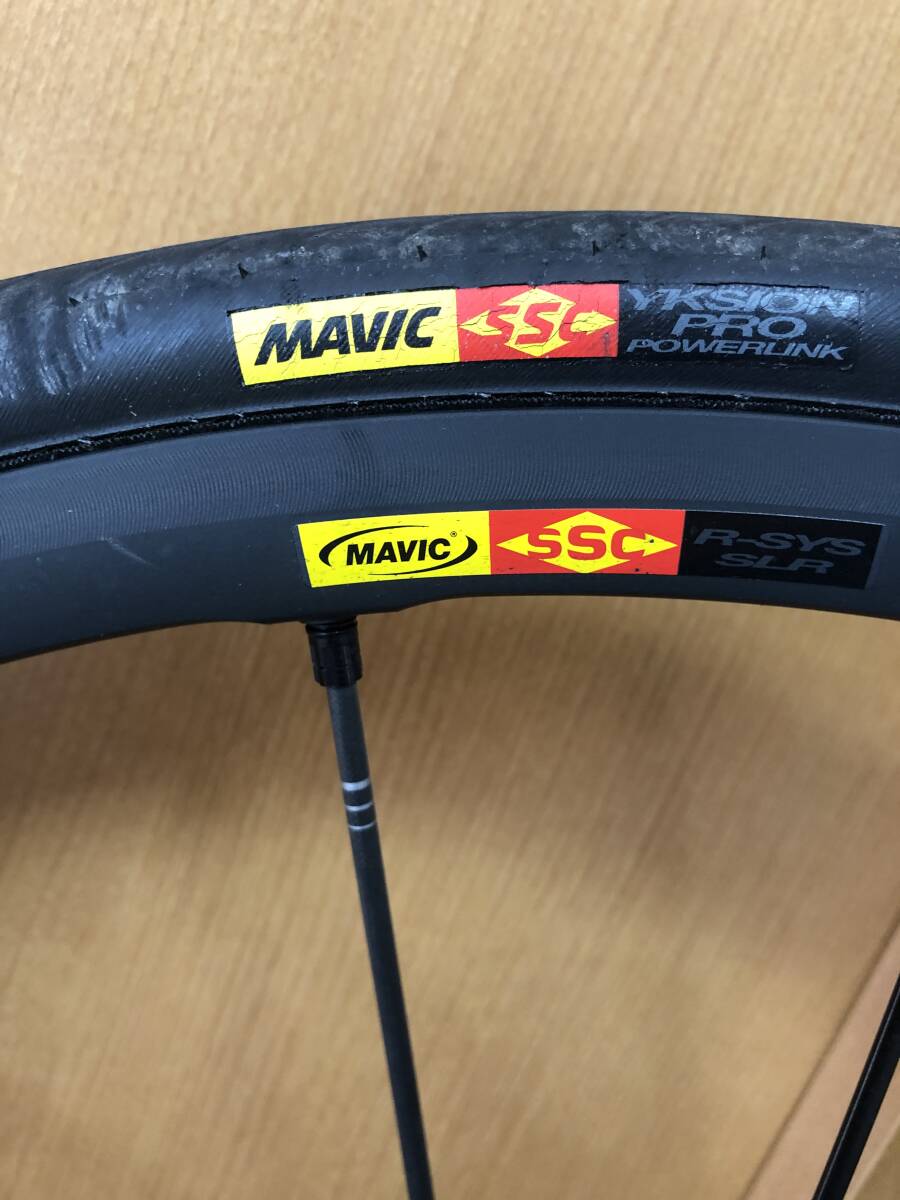 MAVIC SSC YKSION
PRO
POWERLINK
MAVIC® SSC R-SYS
SLR